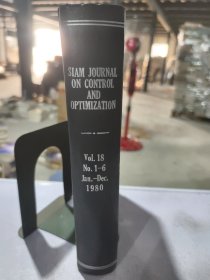 SIAM JOURNAL
ON CONTROL
AND
OPTIMIZATION
Vol. 18
No. 1-6
Jan.-Dec.
1980